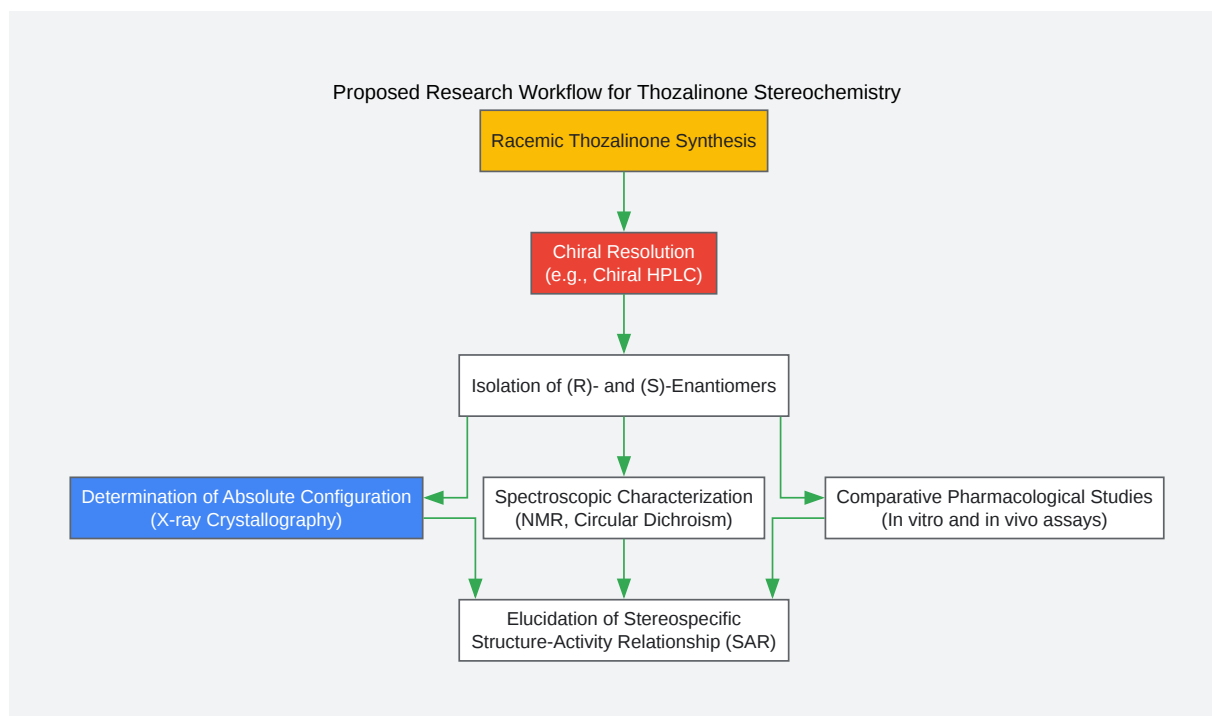 Proposed Research Workflow for Thozalinone Stereochemistry
Racemic Thozalinone Synthesis
Chiral Resolution
(e.g., Chiral HPLC)
Isolation of (R)- and (S)-Enantiomers
Determination of Absolute Configuration
(X-ray Crystallography)
Spectroscopic Characterization
(NMR, Circular Dichroism)
Comparative Pharmacological Studies
(In vitro and in vivo assays)
Elucidation of Stereospecific
Structure-Activity Relationship (SAR)